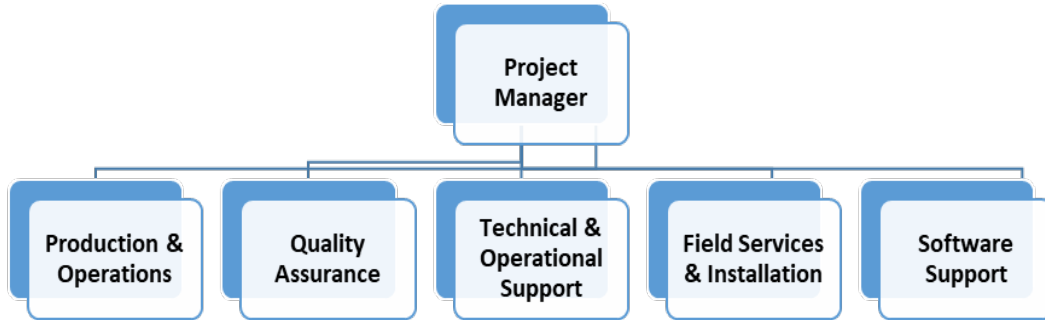 Project
Manager
Production &
Operations
Quality
Assurance
Technical &
Operational
Support
Field Services
& Installation
Software
Support